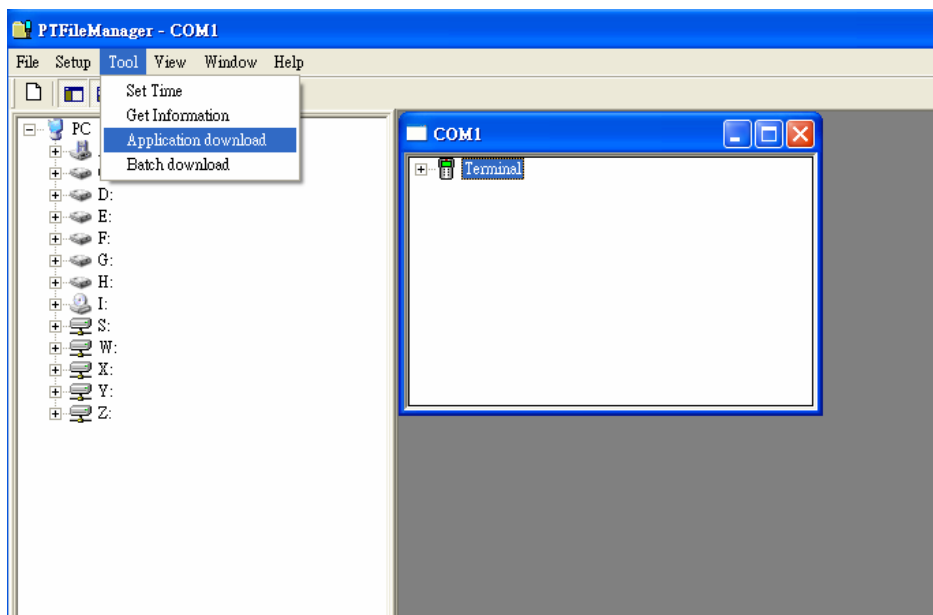 PTFileManager - COM1
File Setup Tool View Window Help
Set Time
Get Information
Application download
Batch download
PC
D:
E:
F:
G:
H:
I:
S:
W:
X:
Y:
Z:
COM1
Terminal